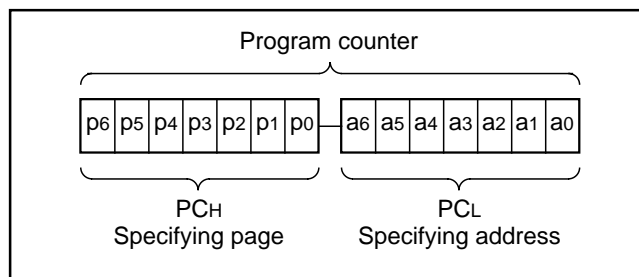 Program counter
p6 p5 p4 p3 p2 p1 p0 a6 a5 a4 a3 a2 a1 a0
PCH PCL
Specifying page Specifying address